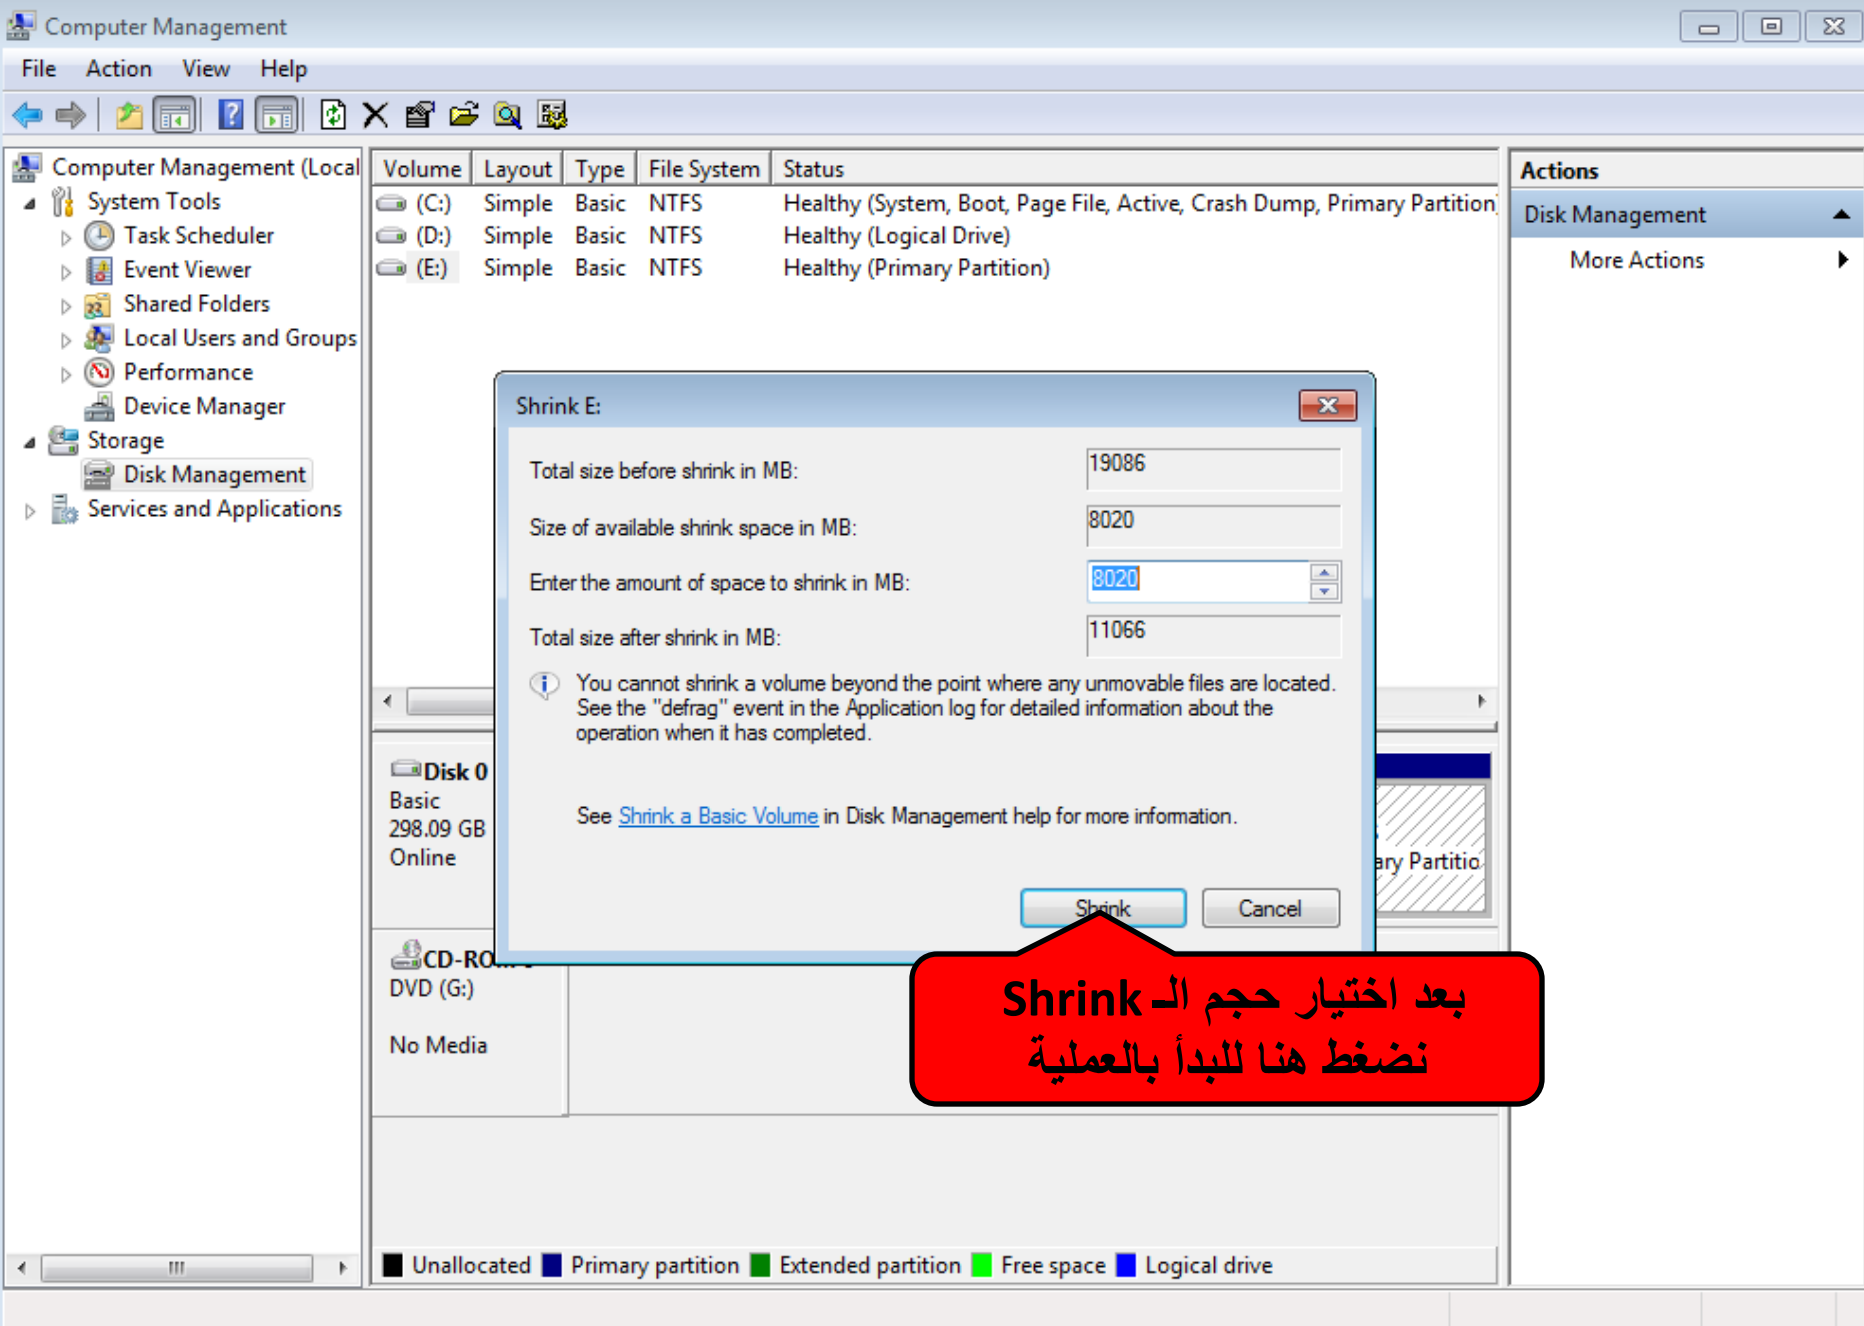 Computer Management
File Action View Help
Computer Management (Local
System Tools
Task Scheduler
Event Viewer
Shared Folders
Local Users and Groups
Performance
Device Manager
Storage
Disk Management
Services and Applications
Volume Layout Type File System Status
(C:) Simple Basic NTFS Healthy (System, Boot, Page File, Active, Crash Dump, Primary Partition)
(D:) Simple Basic NTFS Healthy (Logical Drive)
(E:) Simple Basic NTFS Healthy (Primary Partition)
Actions
Disk Management
More Actions
Shrink E:
Total size before shrink in MB: 19086
Size of available shrink space in MB: 8020
Enter the amount of space to shrink in MB: 8020
Total size after shrink in MB: 11066
You cannot shrink a volume beyond the point where any unmovable files are located.
See the "defrag" event in the Application log for detailed information about the
operation when it has completed.
See Shrink a Basic Volume in Disk Management help for more information.
Shrink Cancel
بعد اختيار حجم الـ Shrink
نضغط هنا للبدأ بالعملية
Disk 0
Basic
298.09 GB
Online
ary Partitio
CD-RO
DVD (G:)
No Media
Unallocated Primary partition Extended partition Free space Logical drive